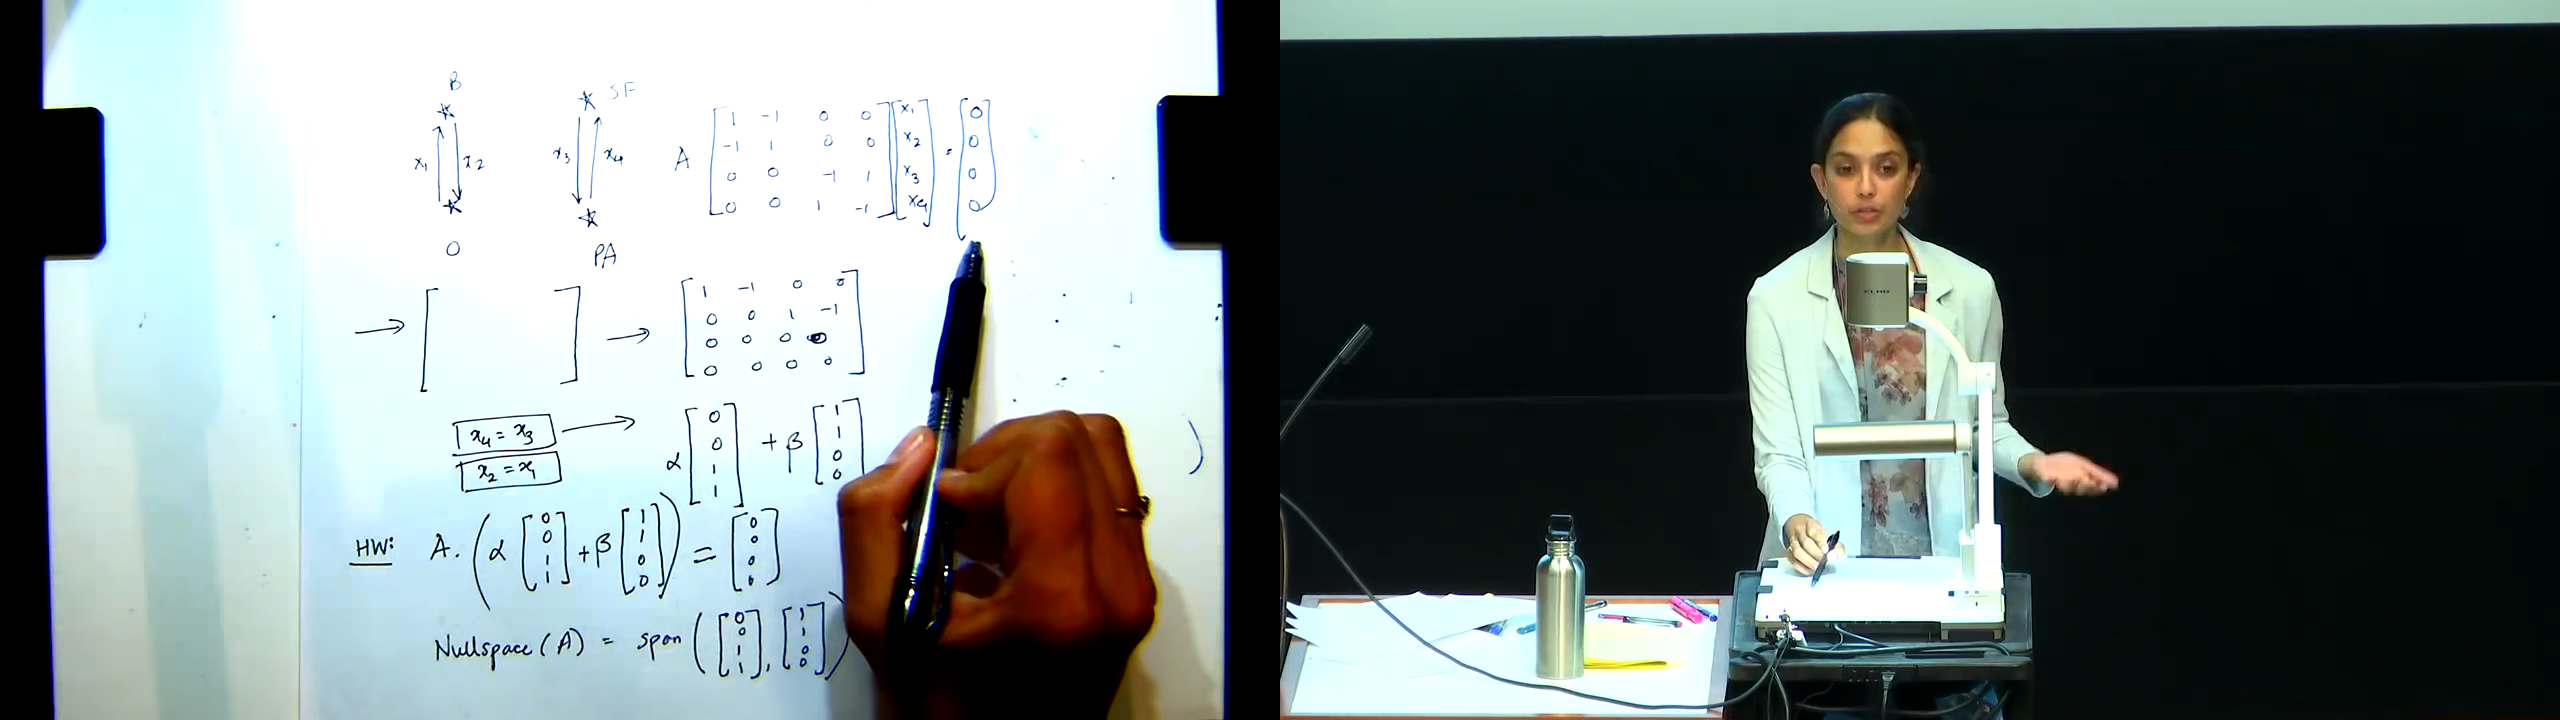 B
SF
x1 x2
x3 x4
O
PA
A [1 -1 0 0; -1 1 0 0; 0 0 -1 1; 0 0 1 -1] [x1; x2; x3; x4] = [0; 0; 0; 0]
→ [ ] → [1 -1 0 0; 0 0 1 -1; 0 0 0 0; 0 0 0 0]
x4 = x3 → α [0; 0; 1; 1] + β [1; 1; 0; 0]
x2 = x1
HW: A. (α [0; 0; 1; 1] + β [1; 1; 0; 0]) = [0; 0; 0; 0]
Nullspace (A) = span ([0; 0; 1; 1], [1; 1; 0; 0])
ELMO